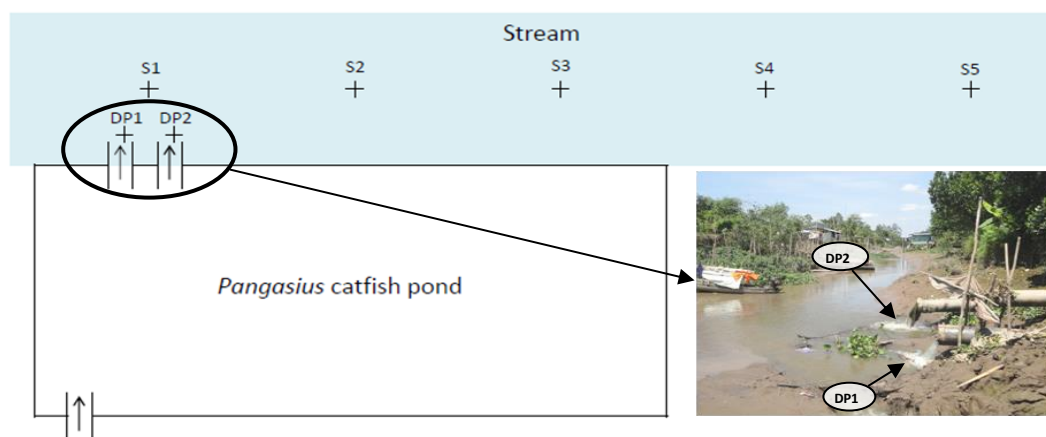 Stream
S1 S2 S3 S4 S5
DP1 DP2
Pangasius catfish pond
DP2
DP1